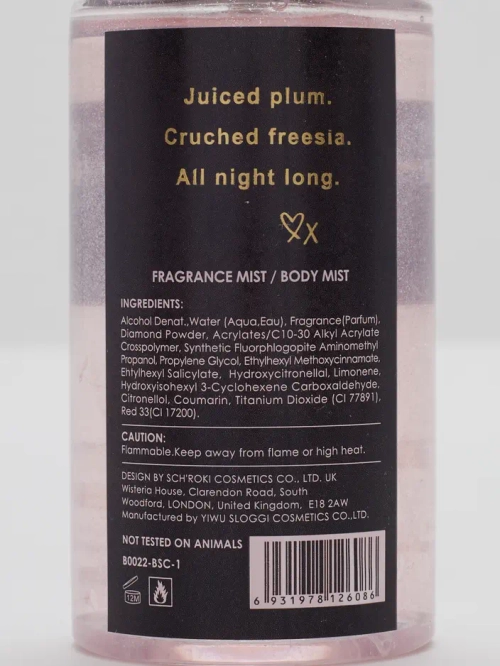 Juiced plum.
Cruched freesia.
All night long.
X
FRAGRANCE MIST / BODY MIST
INGREDIENTS:
Alcohol Denat.,Water (Aqua,Eau), Fragrance(Parfum),
Diamond Powder, Acrylates/C10-30 Alkyl Acrylate
Crosspolymer, Synthetic Fluorphlogopite Aminomethyl
Propanol, Propylene Glycol, Ethylhexyl Methoxycinnamate,
Entylhexyl Salicylate, Hydroxycitronellal, Limonene,
Hydroxyisohexyl 3-Cyclohexene Carboxaldehyde,
Citronellol, Coumarin, Titanium Dioxide (CI 77891),
Red 33(CI 17200).
CAUTION:
Flammable.Keep away from flame or high heat.
DESIGN BY SCH'ROKI COSMETICS CO., LTD. UK
Wisteria House, Clarendon Road, South
Woodford, LONDON, United Kingdom, E18 2AW
Manufactured by YIWU SLOGGI COSMETICS CO.,LTD.
NOT TESTED ON ANIMALS
B0022-BSC-1
12M
6 931978 126086